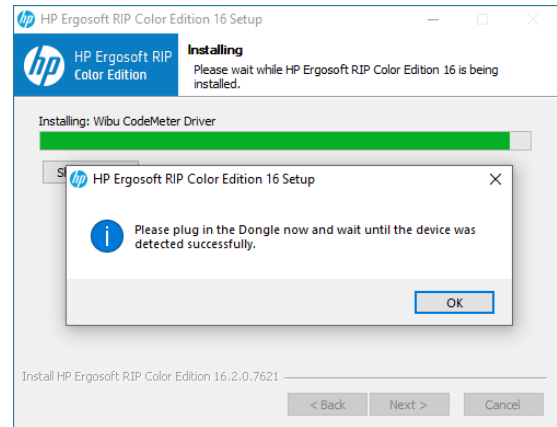 HP Ergosoft RIP Color Edition 16 Setup
hp
HP Ergosoft RIP
Color Edition
Installing
Please wait while HP Ergosoft RIP Color Edition 16 is being
installed.
Installing: Wibu CodeMeter Driver
HP Ergosoft RIP Color Edition 16 Setup
Please plug in the Dongle now and wait until the device was
detected successfully.
OK
Install HP Ergosoft RIP Color Edition 16.2.0.7621
< Back
Next >
Cancel